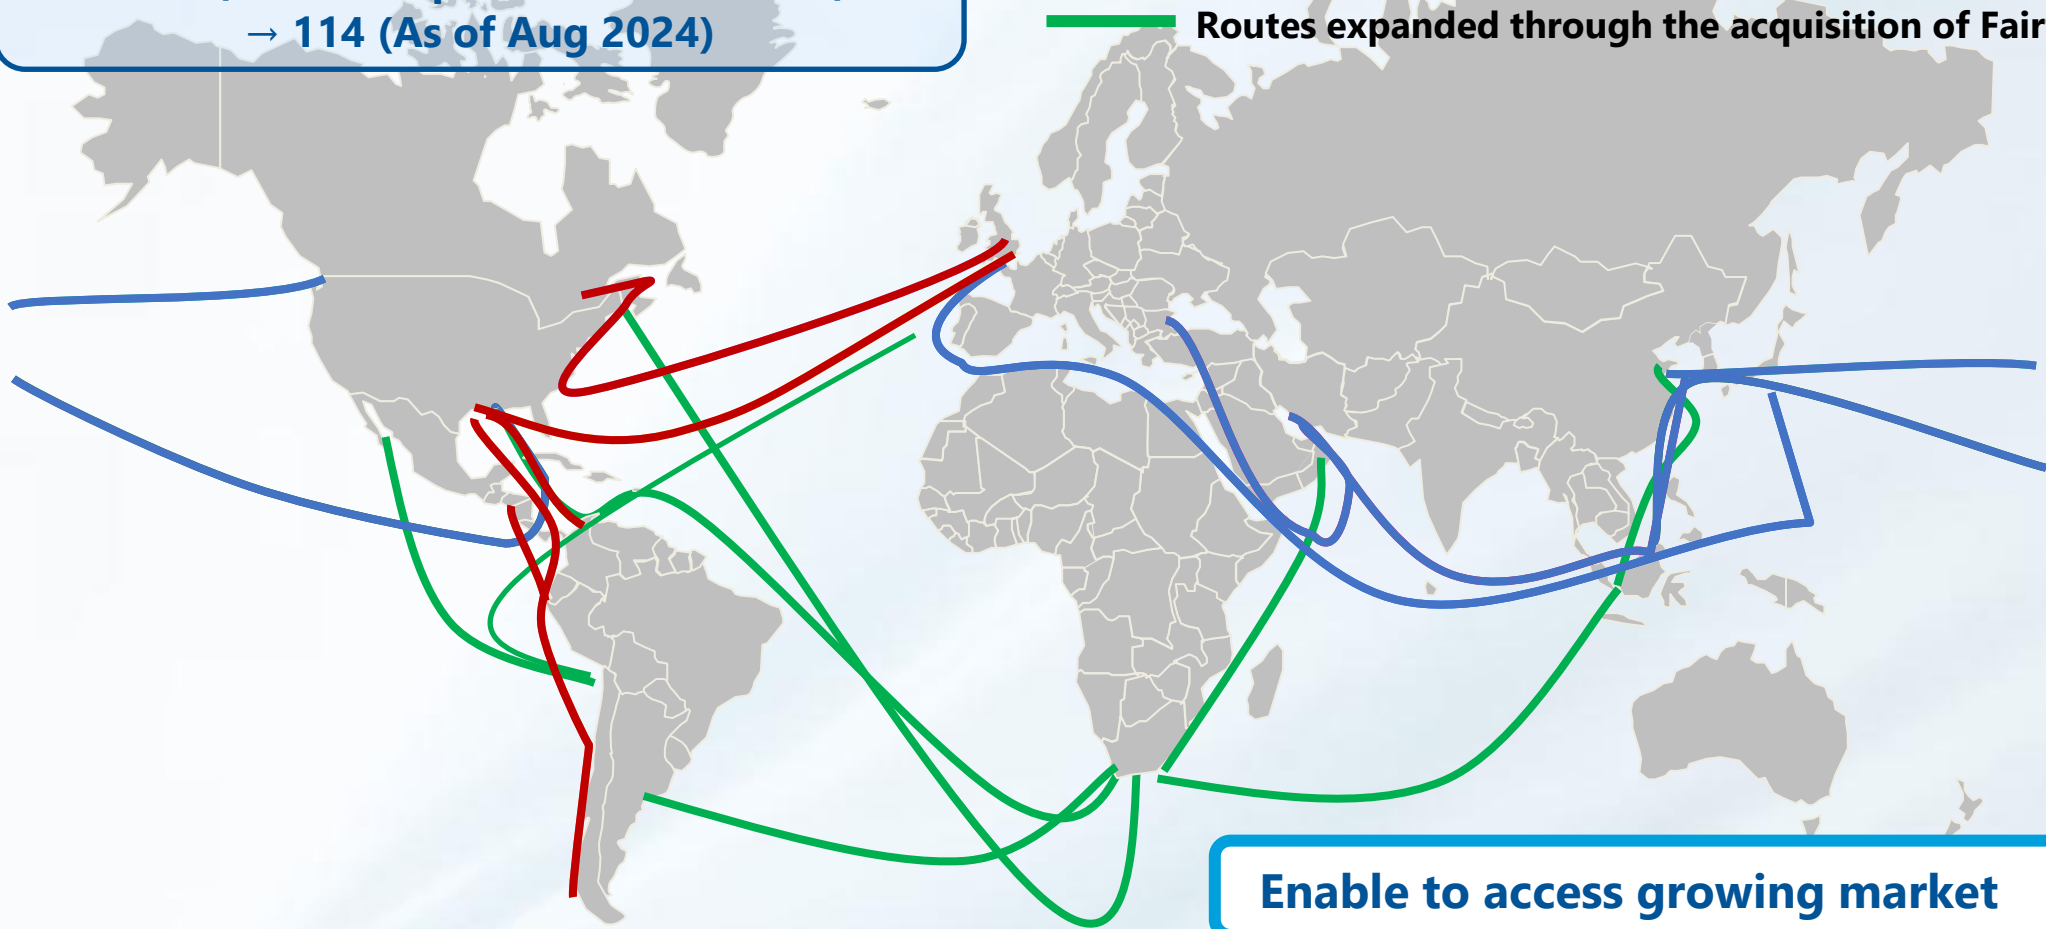 → 114 (As of Aug 2024)
Routes expanded through the acquisition of Fair
Enable to access growing market